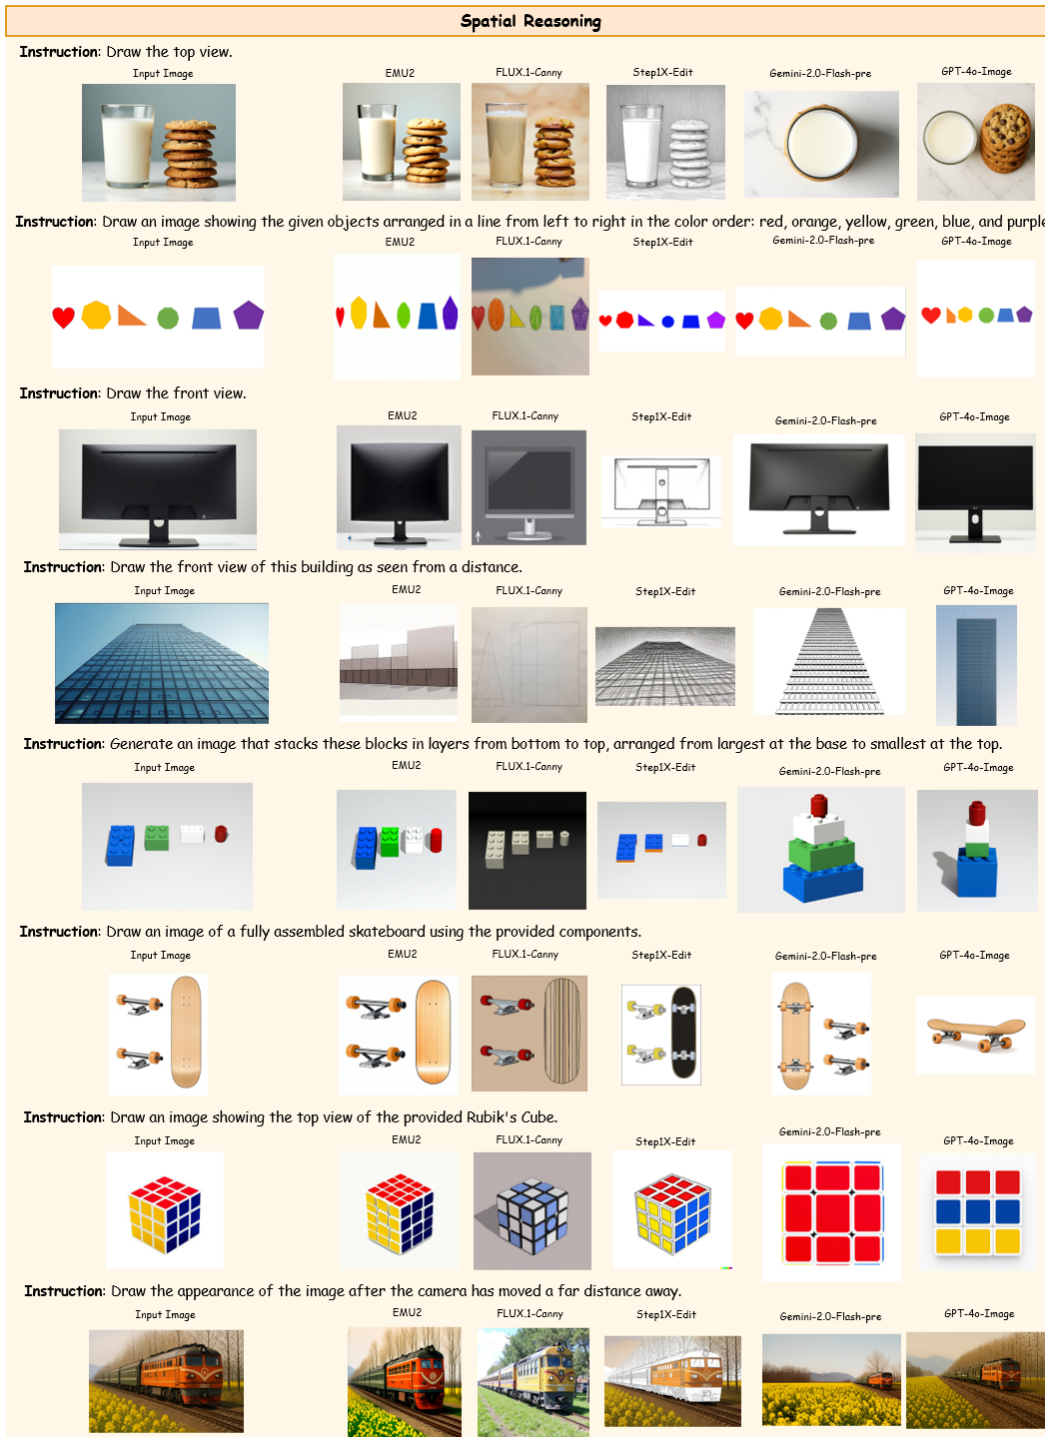 Spatial Reasoning
Instruction: Draw the top view.
Input Image EMU2 FLUX.1-Canny Step1X-Edit Gemini-2.0-Flash-pre GPT-4o-Image
Instruction: Draw an image showing the given objects arranged in a line from left to right in the color order: red, orange, yellow, green, blue, and purple
Input Image EMU2 FLUX.1-Canny Step1X-Edit Gemini-2.0-Flash-pre GPT-4o-Image
Instruction: Draw the front view.
Input Image EMU2 FLUX.1-Canny Step1X-Edit Gemini-2.0-Flash-pre GPT-4o-Image
Instruction: Draw the front view of this building as seen from a distance.
Input Image EMU2 FLUX.1-Canny Step1X-Edit Gemini-2.0-Flash-pre GPT-4o-Image
Instruction: Generate an image that stacks these blocks in layers from bottom to top, arranged from largest at the base to smallest at the top.
Input Image EMU2 FLUX.1-Canny Step1X-Edit Gemini-2.0-Flash-pre GPT-4o-Image
Instruction: Draw an image of a fully assembled skateboard using the provided components.
Input Image EMU2 FLUX.1-Canny Step1X-Edit Gemini-2.0-Flash-pre GPT-4o-Image
Instruction: Draw an image showing the top view of the provided Rubik's Cube.
Input Image EMU2 FLUX.1-Canny Step1X-Edit Gemini-2.0-Flash-pre GPT-4o-Image
Instruction: Draw the appearance of the image after the camera has moved a far distance away.
Input Image EMU2 FLUX.1-Canny Step1X-Edit Gemini-2.0-Flash-pre GPT-4o-Image